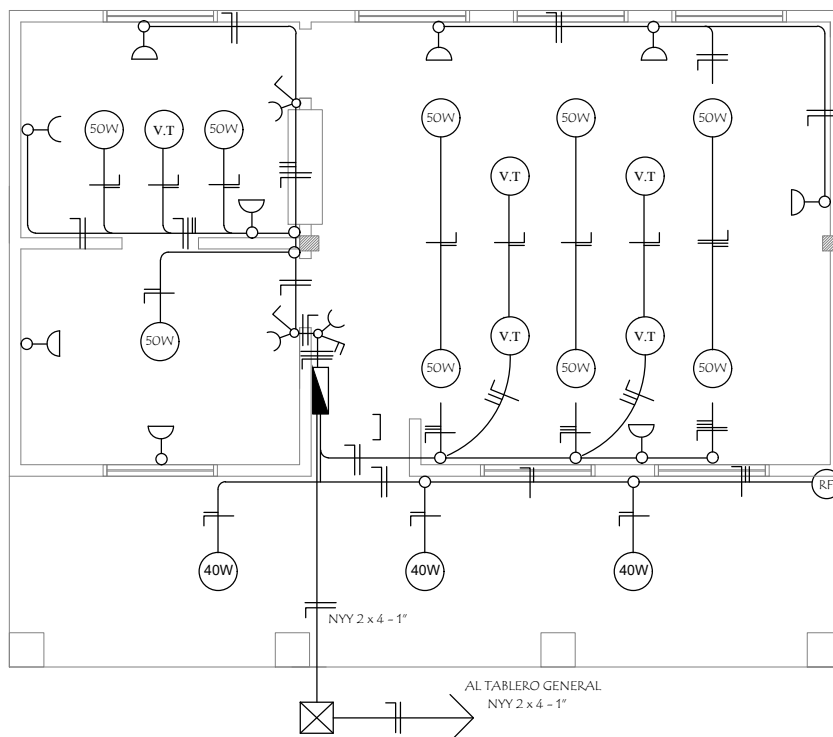 50W V.T 50W
50W 50W 50W
V.T V.T
50W
V.T V.T
50W 50W 50W
RF
40W 40W 40W
NYY 2 x 4 - 1"
AL TABLERO GENERAL
NYY 2 x 4 - 1"